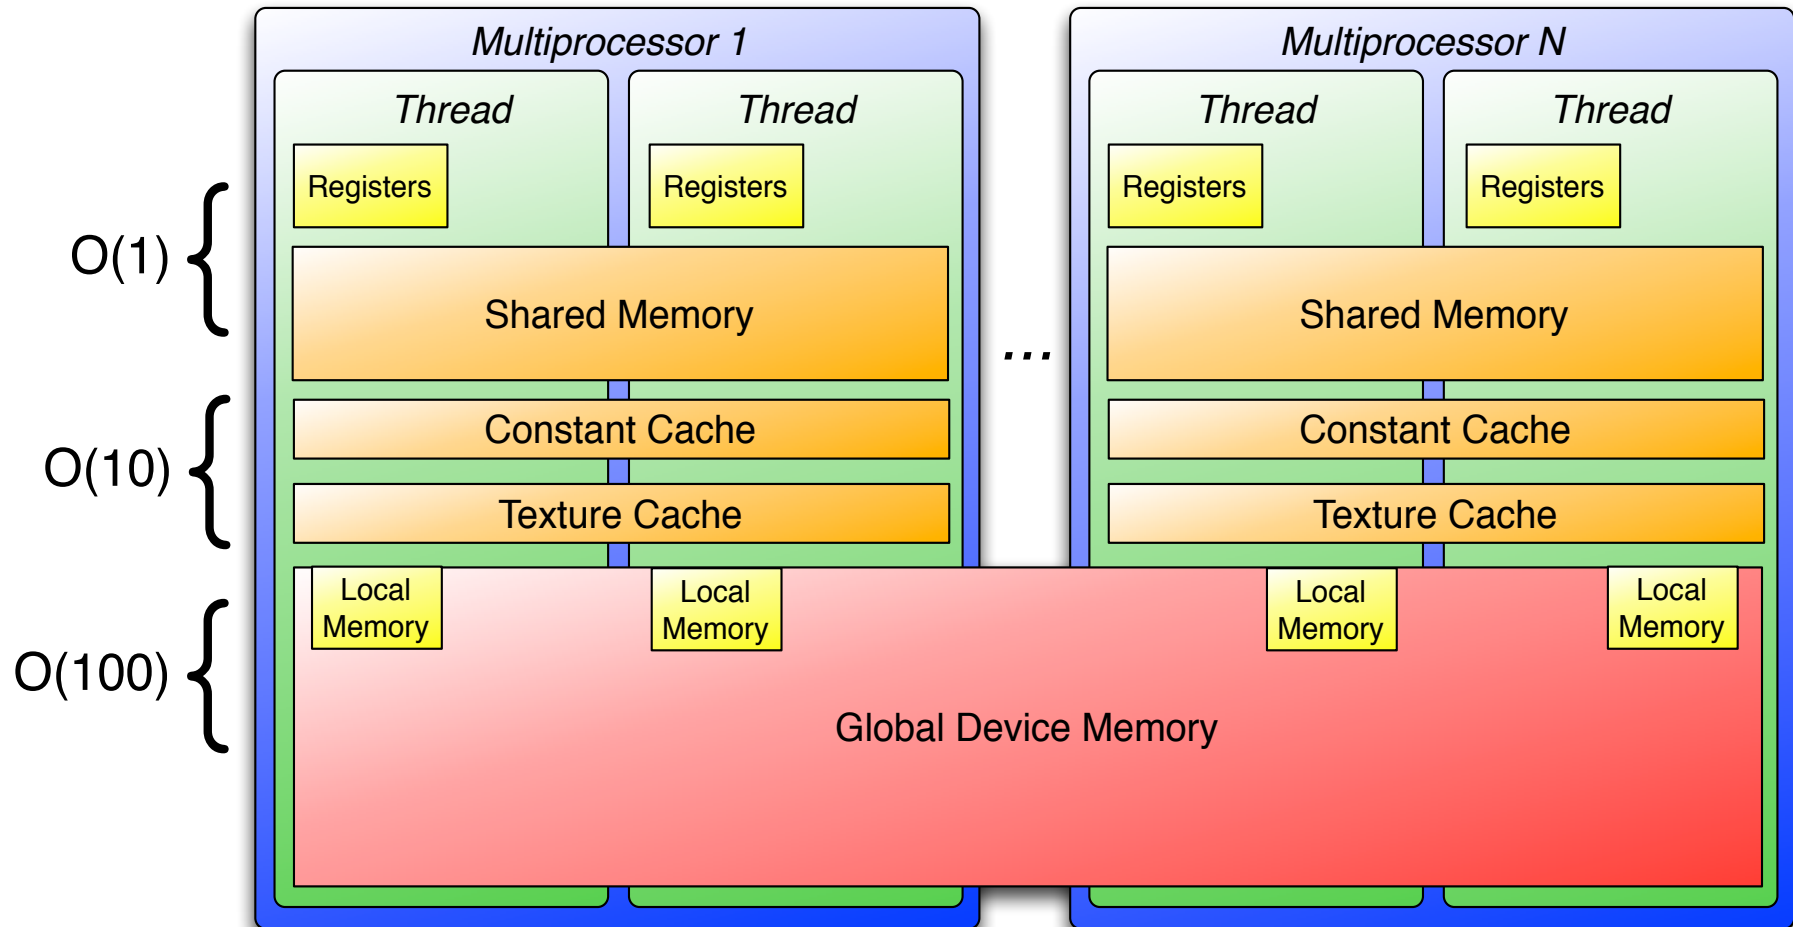 Multiprocessor 1
Multiprocessor N
Thread
Thread
Thread
Thread
Registers
Registers
Registers
Registers
O(1)
Shared Memory
Shared Memory
...
Constant Cache
Constant Cache
O(10)
Texture Cache
Texture Cache
Local
Memory
Local
Memory
Local
Memory
Local
Memory
O(100)
Global Device Memory